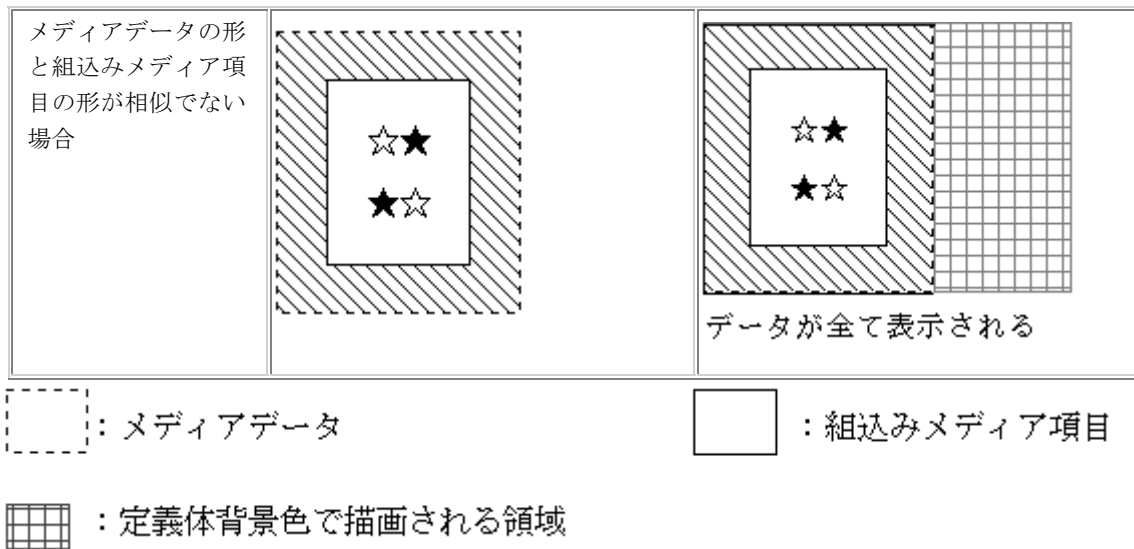 メディアデータの形
と組込みメディア項
目の形が相似でない
場合
☆★
★☆
☆★
★☆
データが全て表示される
：メディアデータ
：組込みメディア項目
：定義体背景色で描画される領域